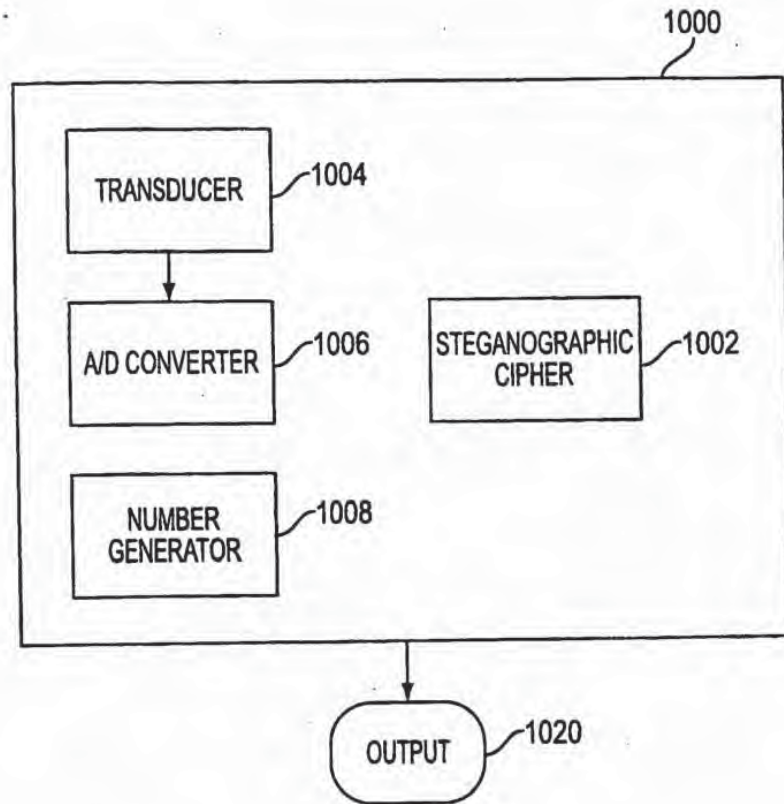 1000
TRANSDUCER
1004
A/D CONVERTER
1006
STEGANOGRAPHIC
CIPHER
1002
NUMBER
GENERATOR
1008
OUTPUT
1020